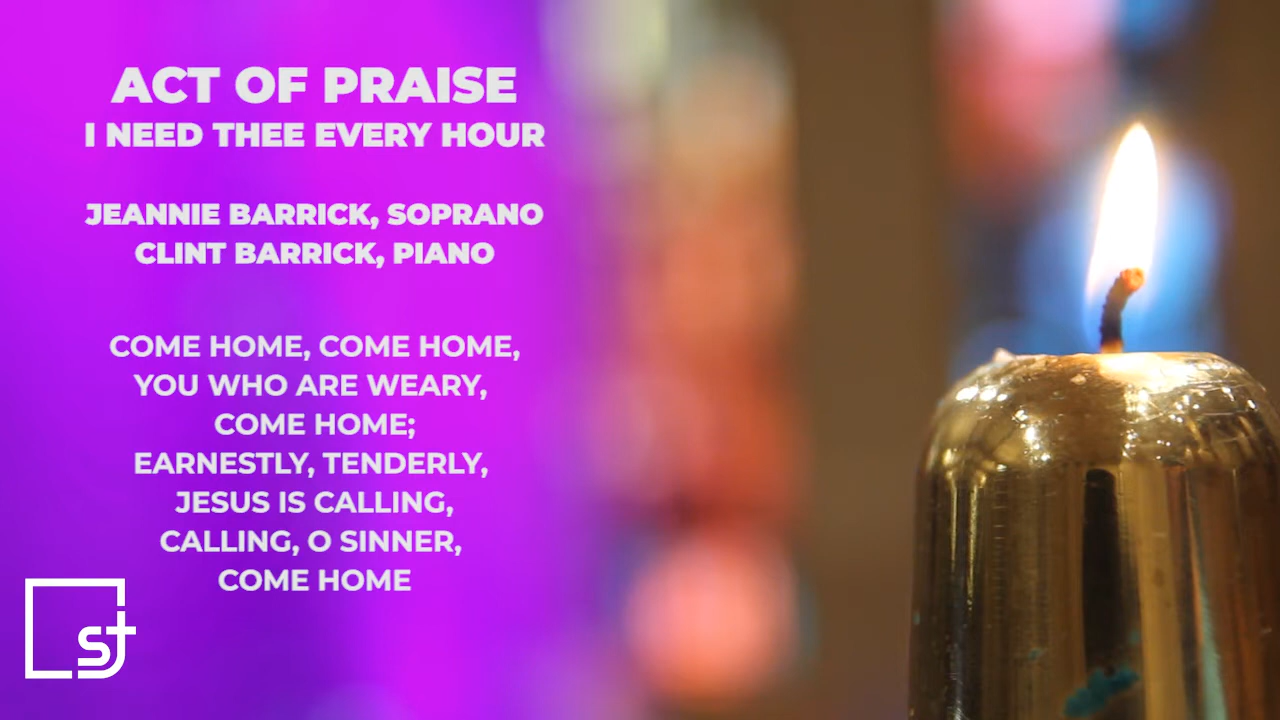 ACT OF PRAISE
I NEED THEE EVERY HOUR
JEANNIE BARRICK, SOPRANO
CLINT BARRICK, PIANO
COME HOME, COME HOME,
YOU WHO ARE WEARY,
COME HOME;
EARNESTLY, TENDERLY,
JESUS IS CALLING,
CALLING, O SINNER,
COME HOME
st